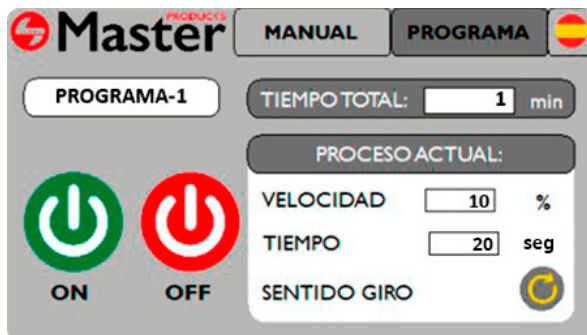 Master PRODUCTS
MANUAL
PROGRAMA
PROGRAMA-1
TIEMPO TOTAL: 1 min
PROCESO ACTUAL:
VELOCIDAD 10 %
TIEMPO 20 seg
SENTIDO GIRO
ON
OFF